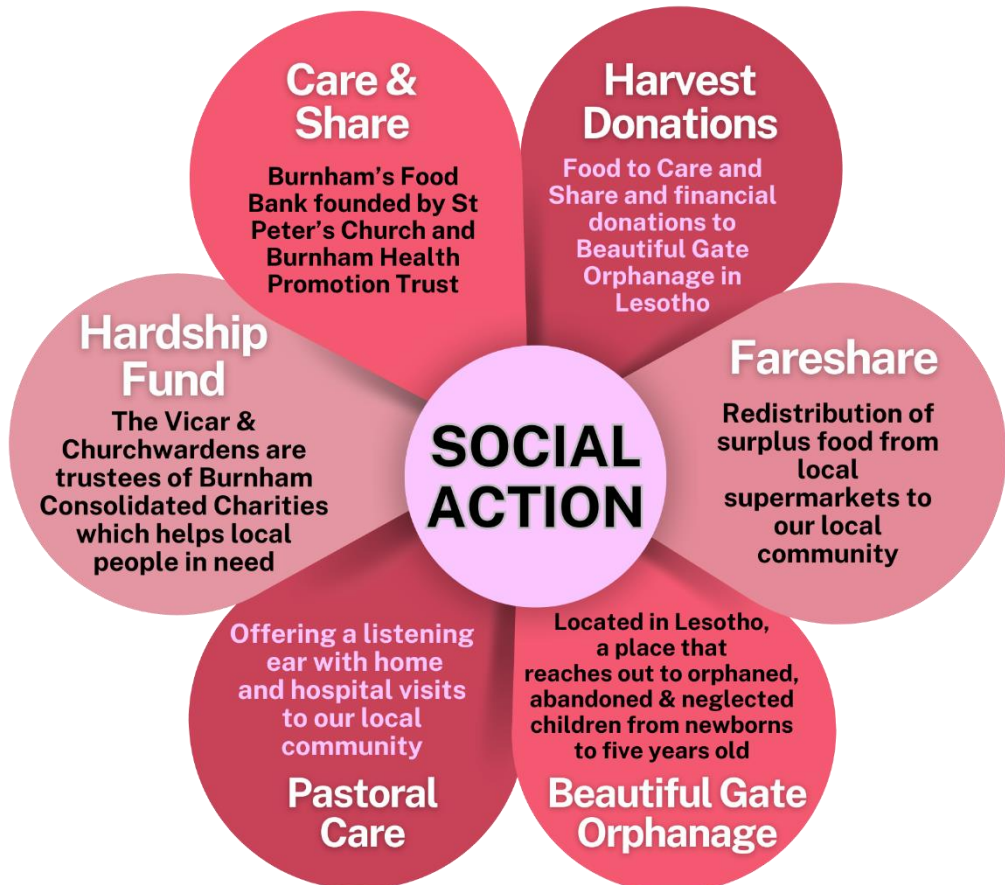 Care &
Share
Burnham's Food
Bank founded by St
Peter's Church and
Burnham Health
Promotion Trust
Harvest
Donations
Food to Care and
Share and financial
donations to
Beautiful Gate
Orphanage in
Lesotho
Hardship
Fund
The Vicar &
Churchwardens are
trustees of Burnham
Consolidated Charities
which helps local
people in need
SOCIAL
ACTION
Fareshare
Redistribution of
surplus food from
local
supermarkets to
our local
community
Offering a listening
ear with home
and hospital visits
to our local
community
Pastoral
Care
Located in Lesotho,
a place that
reaches out to orphaned,
abandoned & neglected
children from newborns
to five years old
Beautiful Gate
Orphanage